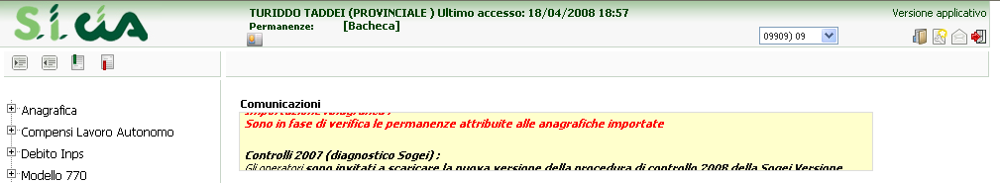 S.I. CIA
TURIDDO TADDEI (PROVINCIALE ) Ultimo accesso: 18/04/2008 18:57
Versione applicativo
Permanenze: [Bacheca]
09909) 09
Comunicazioni
Anagrafica
Compensi Lavoro Autonomo
Debito Inps
Modello 770
Importazione Anagrafica :
Sono in fase di verifica le permanenze attribuite alle anagrafiche importate
Controlli 2007 (diagnostico Sogei) :
Gli operatori sono invitati a scaricare la nuova versione della procedura di controllo 2008 della Sogei Versione